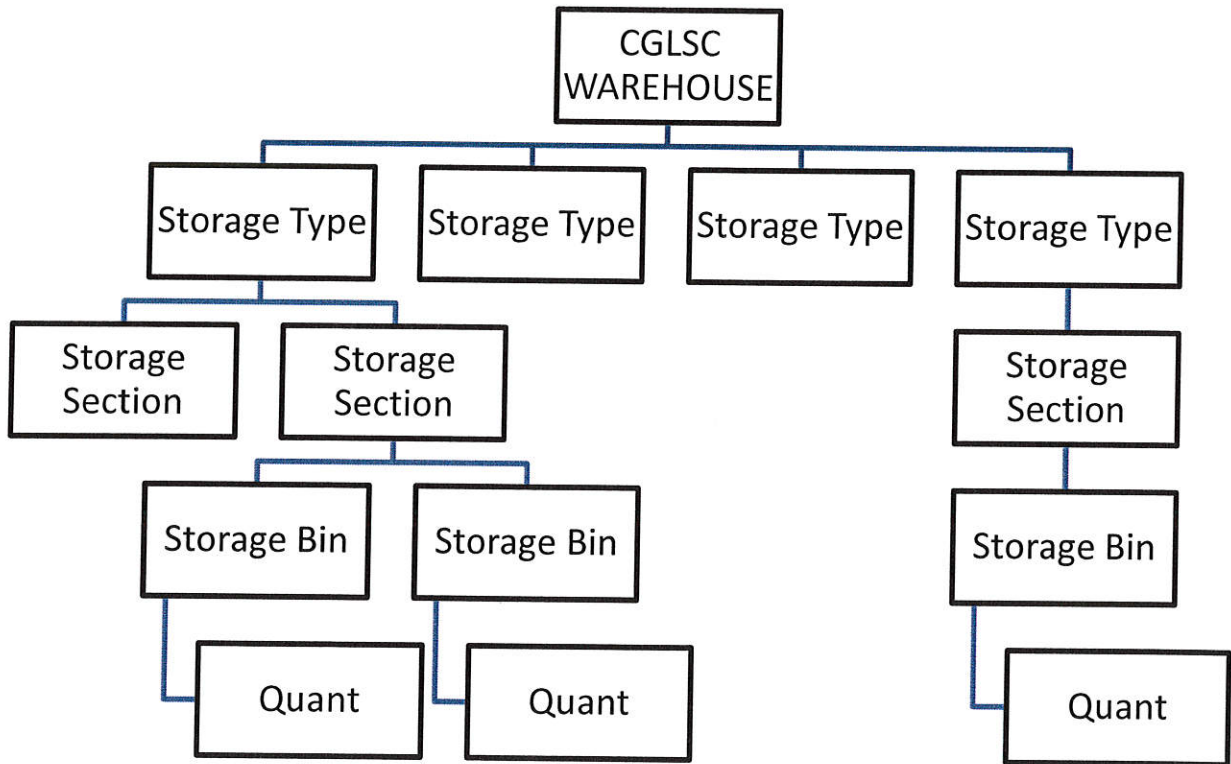 CGLSC
WAREHOUSE
Storage Type
Storage Type
Storage Type
Storage Type
Storage
Section
Storage
Section
Storage
Section
Storage Bin
Storage Bin
Storage Bin
Quant
Quant
Quant